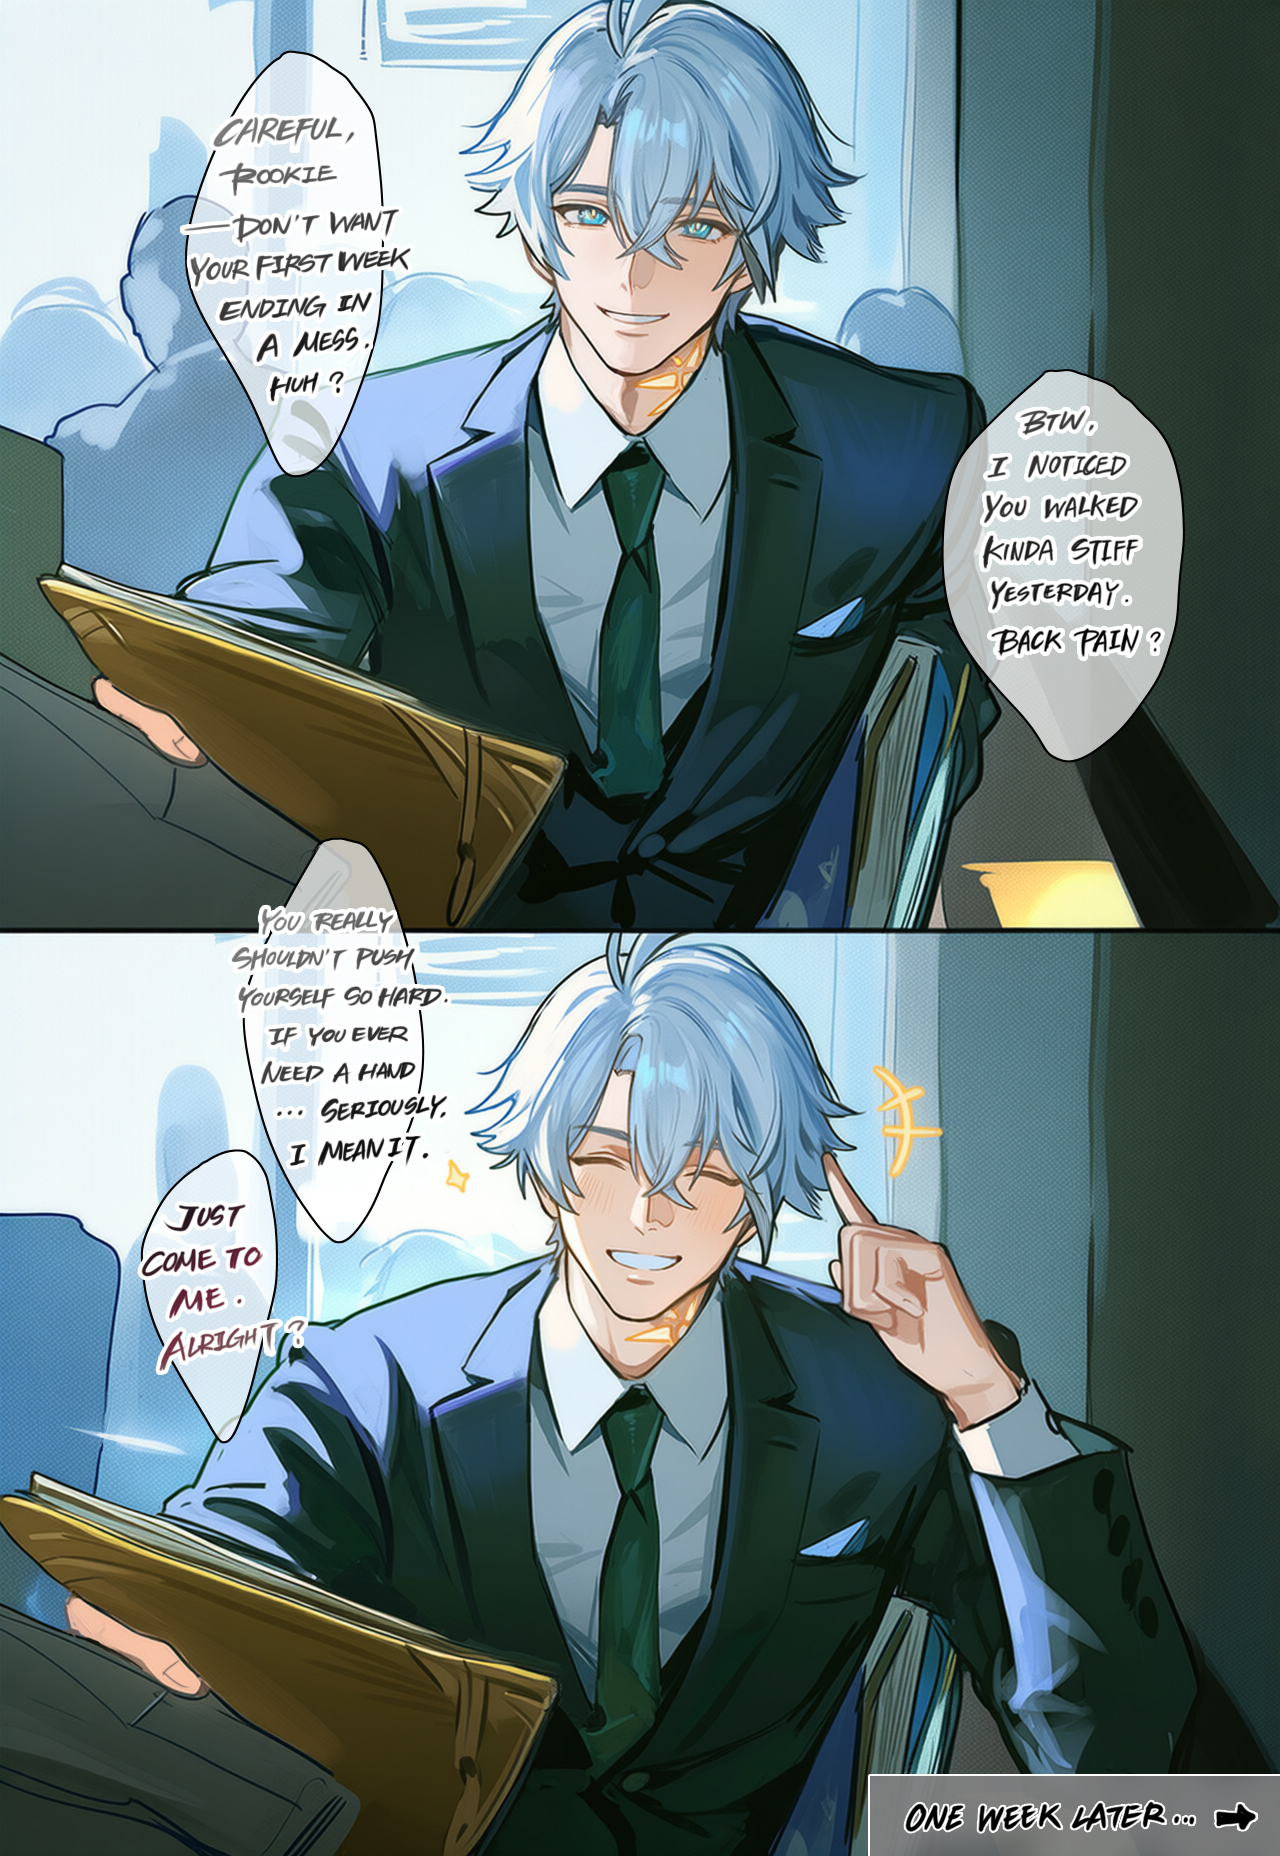 CAREFUL,
ROOKIE
—DON'T WANT
YOUR FIRST WEEK
ENDING IN
A MESS.
HUH?
BTW,
I NOTICED
YOU WALKED
KINDA STIFF
YESTERDAY.
BACK PAIN?
YOU REALLY
SHOULDN'T PUSH
YOURSELF SO HARD.
IF YOU EVER
NEED A HAND
... SERIOUSLY,
I MEAN IT.
JUST
COME TO
ME.
ALRIGHT?
ONE WEEK LATER... ➡